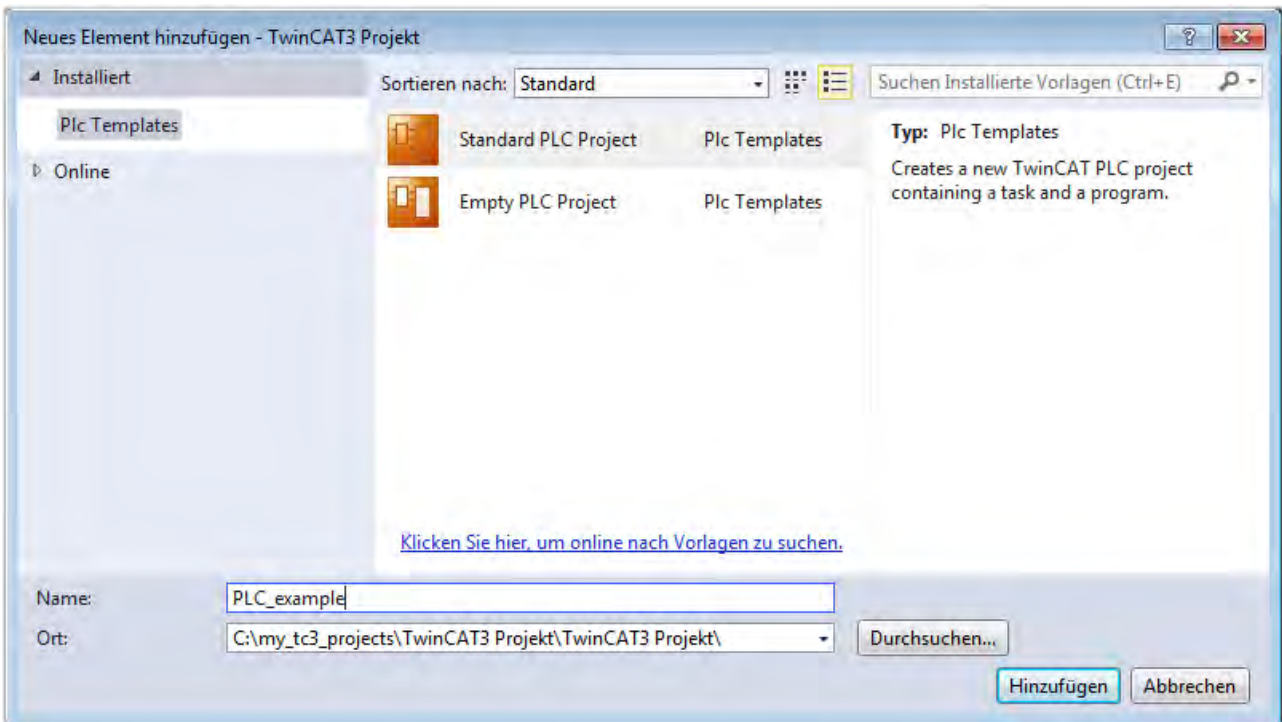 Neues Element hinzufügen - TwinCAT3 Projekt
Installiert
Plc Templates
Online
Sortieren nach: Standard
Standard PLC Project Plc Templates
Empty PLC Project Plc Templates
Klicken Sie hier, um online nach Vorlagen zu suchen.
Suchen Installierte Vorlagen (Ctrl+E)
Typ: Plc Templates
Creates a new TwinCAT PLC project
containing a task and a program.
Name: PLC_example
Ort: C:\my_tc3_projects\TwinCAT3 Projekt\TwinCAT3 Projekt\ Durchsuchen...
Hinzufügen Abbrechen